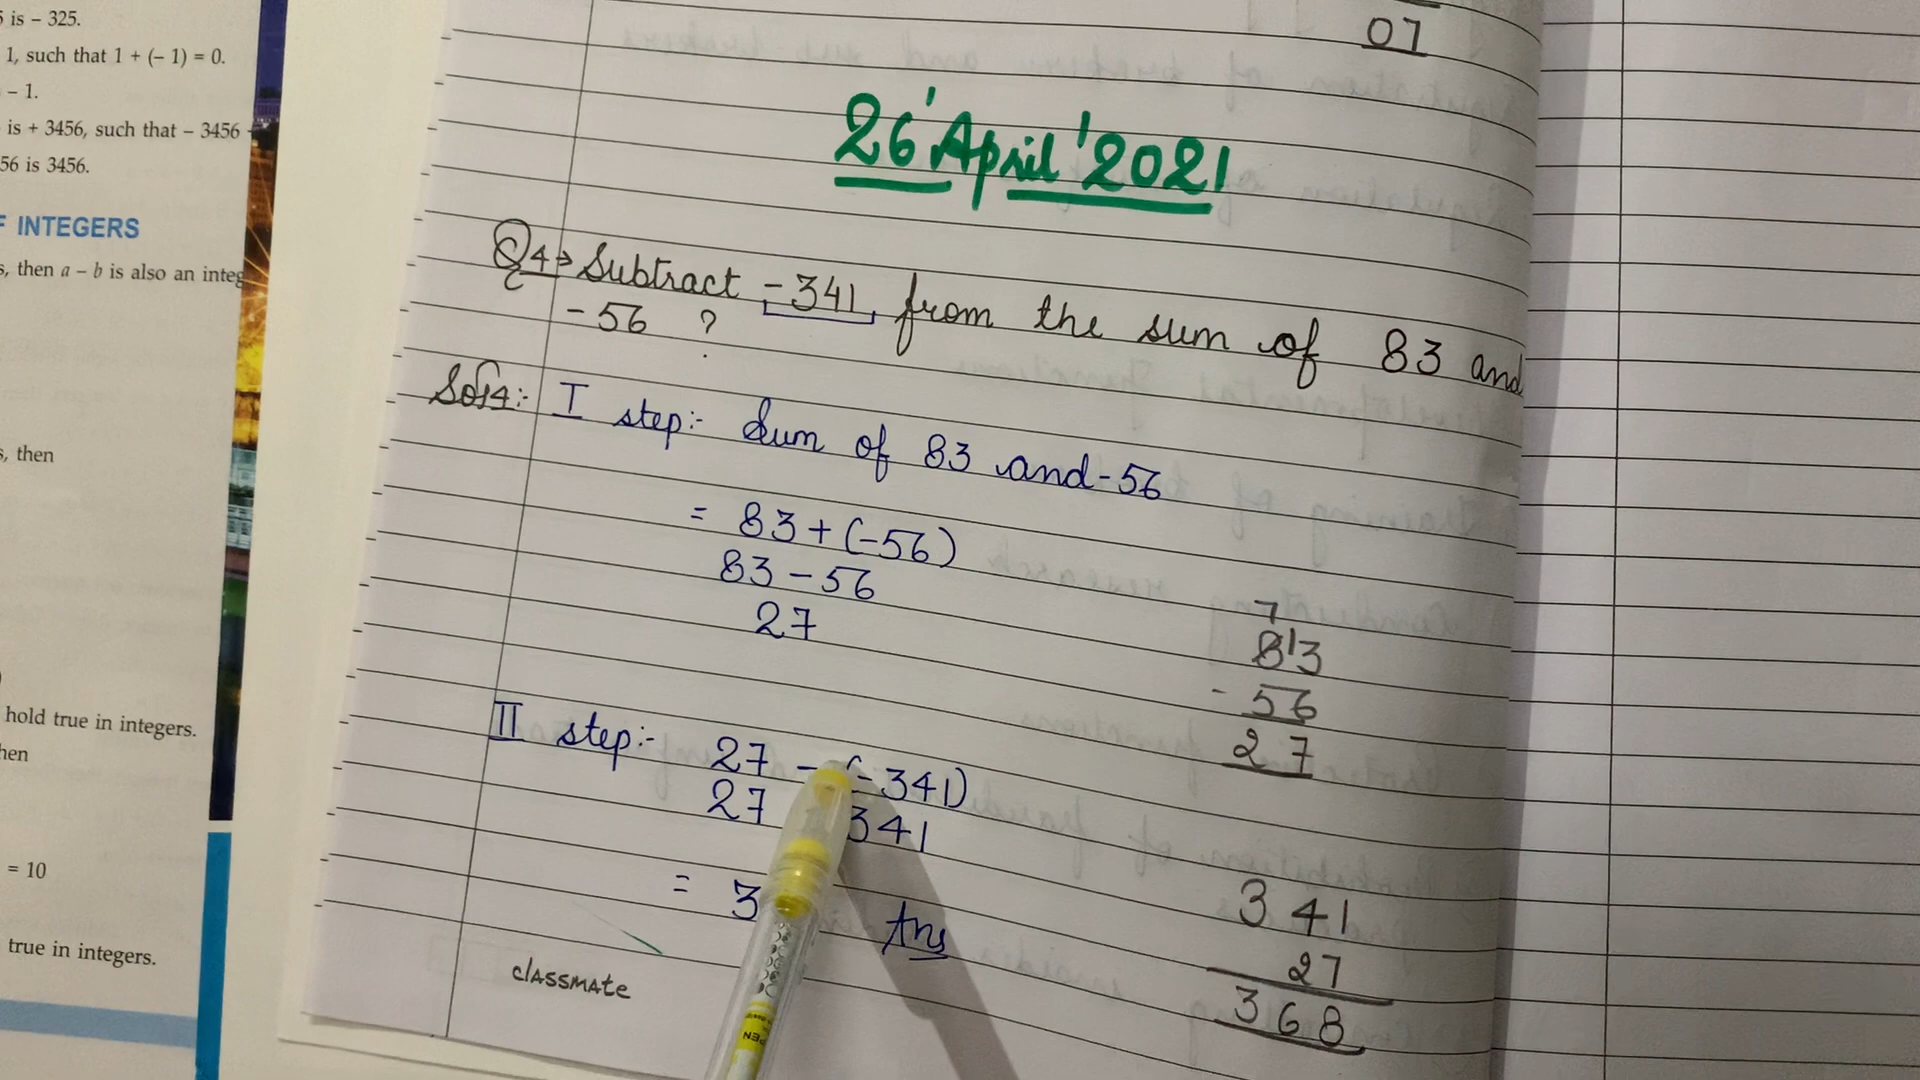 is - 325.
1, such that 1 + (- 1) = 0.
- 1.
is + 3456, such that - 3456
56 is 3456.
INTEGERS
, then a - b is also an integ
, then
hold true in integers.
= 10
true in integers.
07
26 'April '2021
Q4→ Subtract -341 from the sum of 83 and
-56 ?
Sol4:- I step:- Sum of 83 and -56
= 83+(-56)
83-56
27
7
813
- 56
27
II step:- 27 - (-341)
27 341
= 3 Ans
341
27
368
classmate